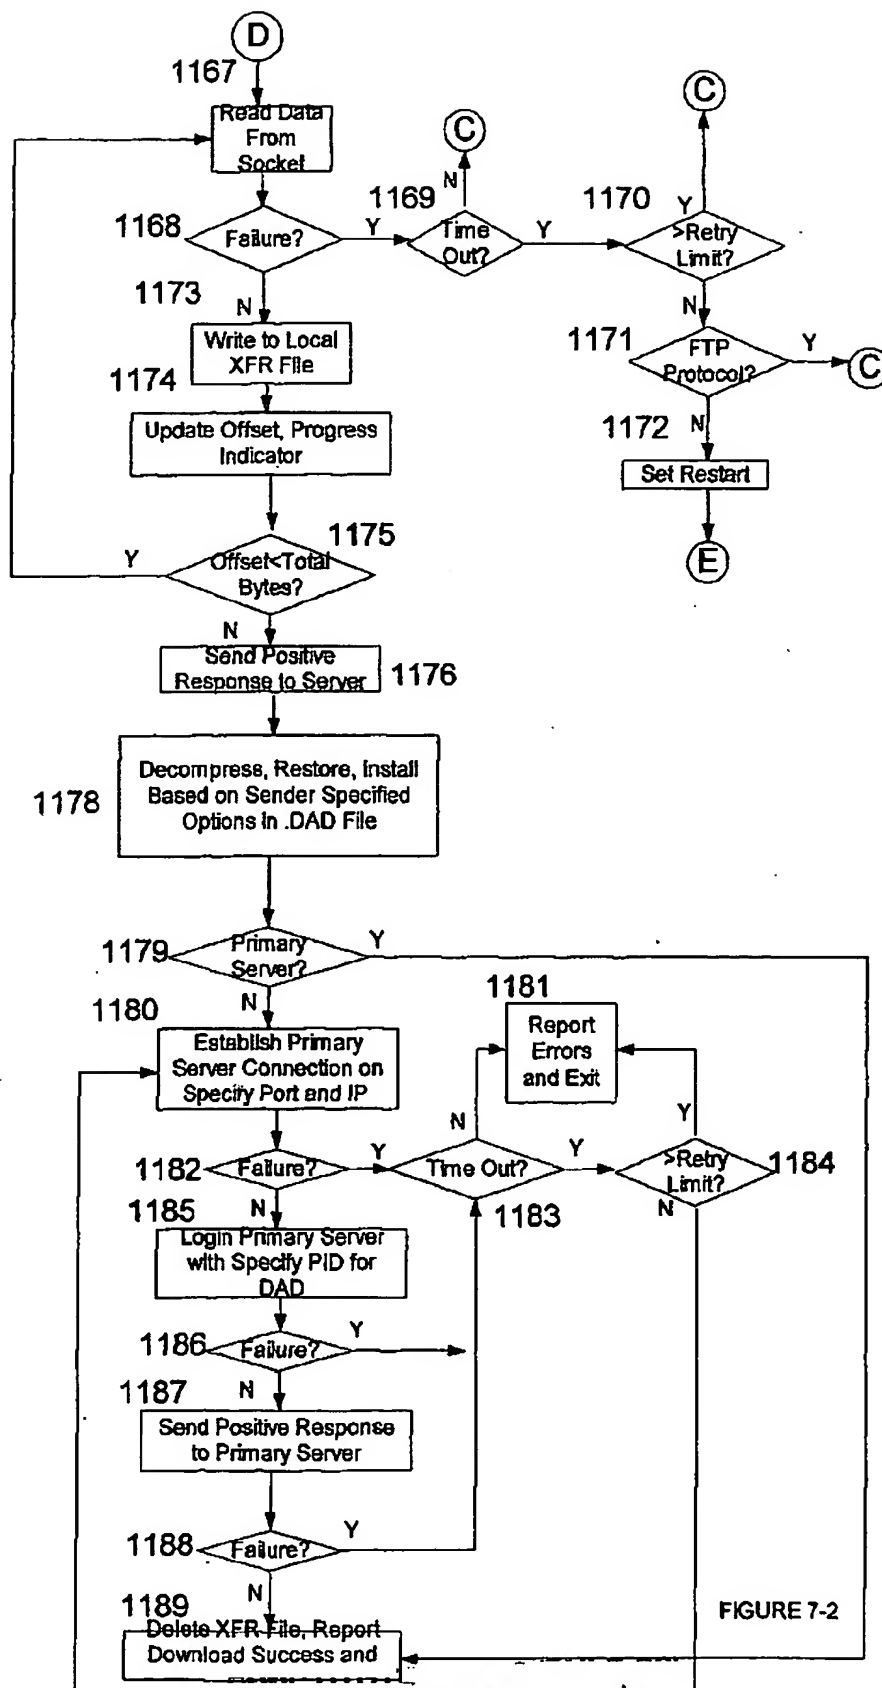 D
1167
Read Data
From
Socket
C
C
1168
Failure?
Y
1169
N
Time
Out?
Y
1170
Y
>Retry
Limit?
N
1173
N
Write to Local
XFR File
1171
FTP
Protocol?
Y
C
1174
Update Offset, Progress
Indicator
1172
N
Set Restart
E
1175
Y
Offset<Total
Bytes?
N
Send Positive
Response to Server
1176
1178
Decompress, Restore, Install
Based on Sender Specified
Options in .DAD File
1179
Primary
Server?
Y
N
1180
Establish Primary
Server Connection on
Specify Port and IP
1181
Report
Errors
and Exit
N
Y
1182
Failure?
Y
Time Out?
Y
>Retry
Limit?
1184
N
1183
N
1185
Login Primary Server
with Specify PID for
DAD
1186
Failure?
Y
N
1187
Send Positive Response
to Primary Server
1188
Failure?
Y
N
1189
Delete XFR File, Report
Download Success and
FIGURE 7-2